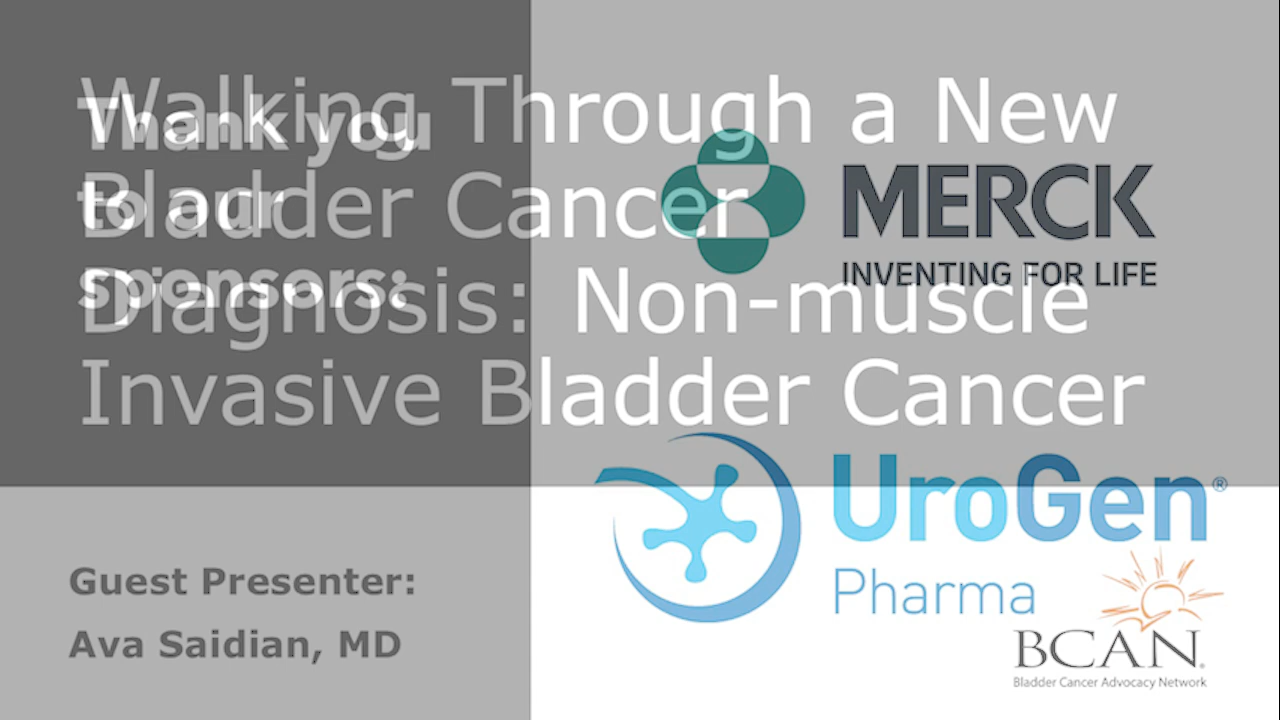 Walking Through a New
Bladder Cancer
Diagnosis: Non-muscle
Invasive Bladder Cancer
Thank you
to our
sponsors:
MERCK
INVENTING FOR LIFE
UroGen®
Pharma
Guest Presenter:
Ava Saidian, MD
BCAN
Bladder Cancer Advocacy Network